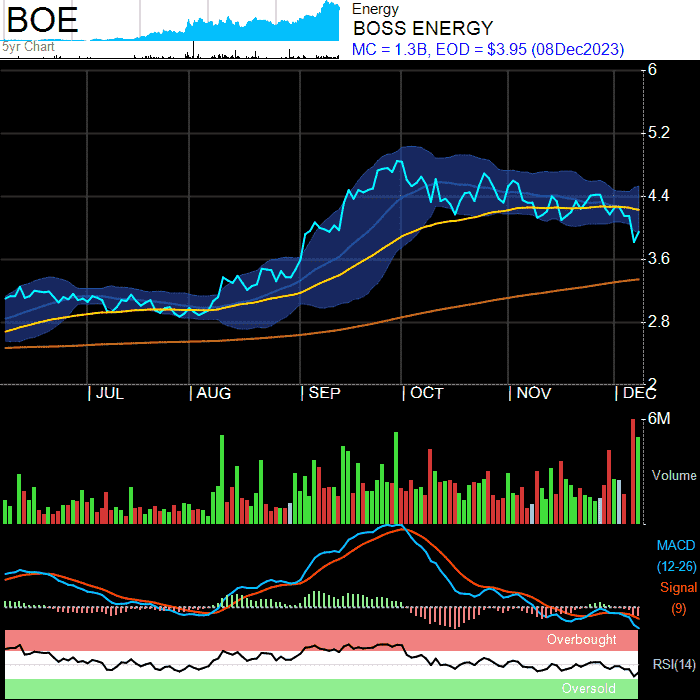 BOE
5yr Chart
Energy
BOSS ENERGY
MC = 1.3B, EOD = $3.95 (08Dec2023)
6
5.2
4.4
3.6
2.8
2
JUL AUG SEP OCT NOV DEC
6M
Volume
MACD
(12-26)
Signal
(9)
Overbought
RSI(14)
Oversold